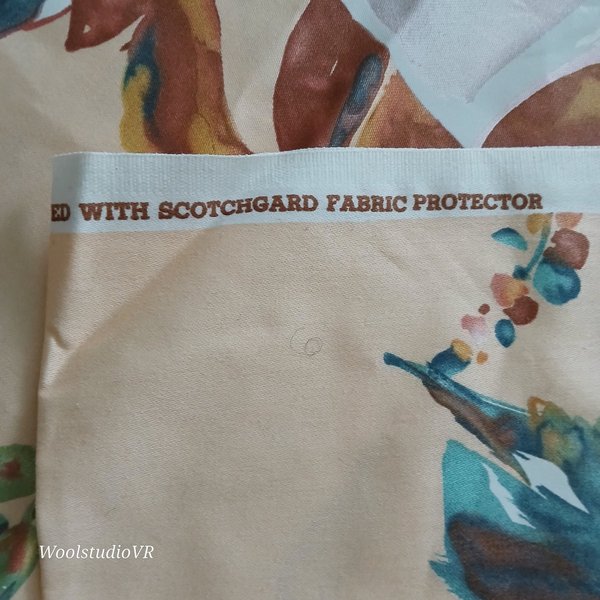 ED WITH SCOTCHGARD FABRIC PROTECTOR
WoolstudioVR